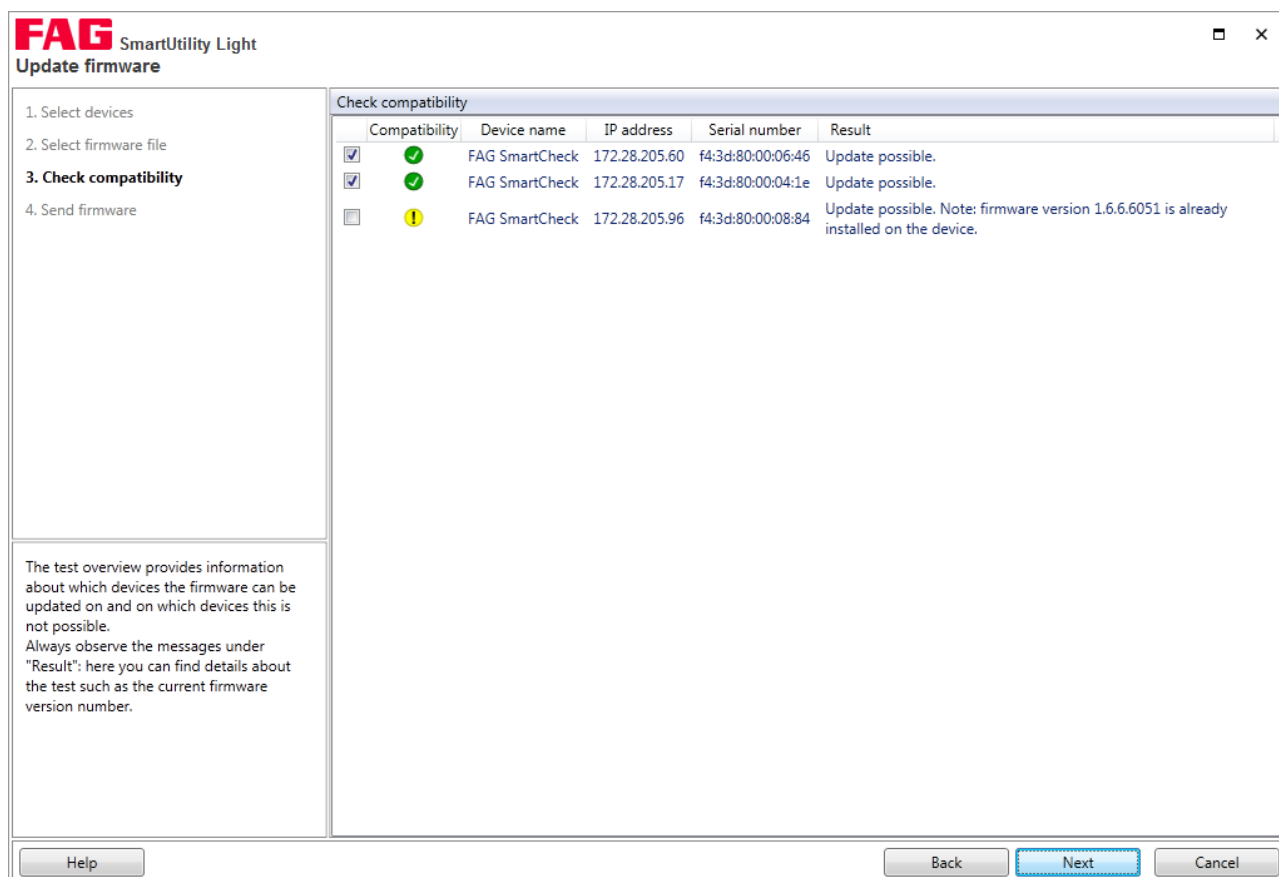 FAG SmartUtility Light
Update firmware
1. Select devices
2. Select firmware file
3. Check compatibility
4. Send firmware
The test overview provides information
about which devices the firmware can be
updated on and on which devices this is
not possible.
Always observe the messages under
"Result": here you can find details about
the test such as the current firmware
version number.
Check compatibility
Compatibility Device name IP address Serial number Result
FAG SmartCheck 172.28.205.60 f4:3d:80:00:06:46 Update possible.
FAG SmartCheck 172.28.205.17 f4:3d:80:00:04:1e Update possible.
FAG SmartCheck 172.28.205.96 f4:3d:80:00:08:84 Update possible. Note: firmware version 1.6.6.6051 is already
installed on the device.
Help Back Next Cancel